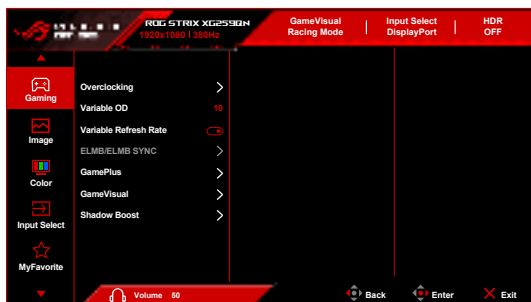 ROG STRIX XG259QN
1920x1080 | 380Hz
GameVisual
Racing Mode
Input Select
DisplayPort
HDR
OFF
Gaming
Image
Color
Input Select
MyFavorite
Overclocking
Variable OD 10
Variable Refresh Rate
ELMB/ELMB SYNC
GamePlus
GameVisual
Shadow Boost
Volume 50
Back
Enter
Exit